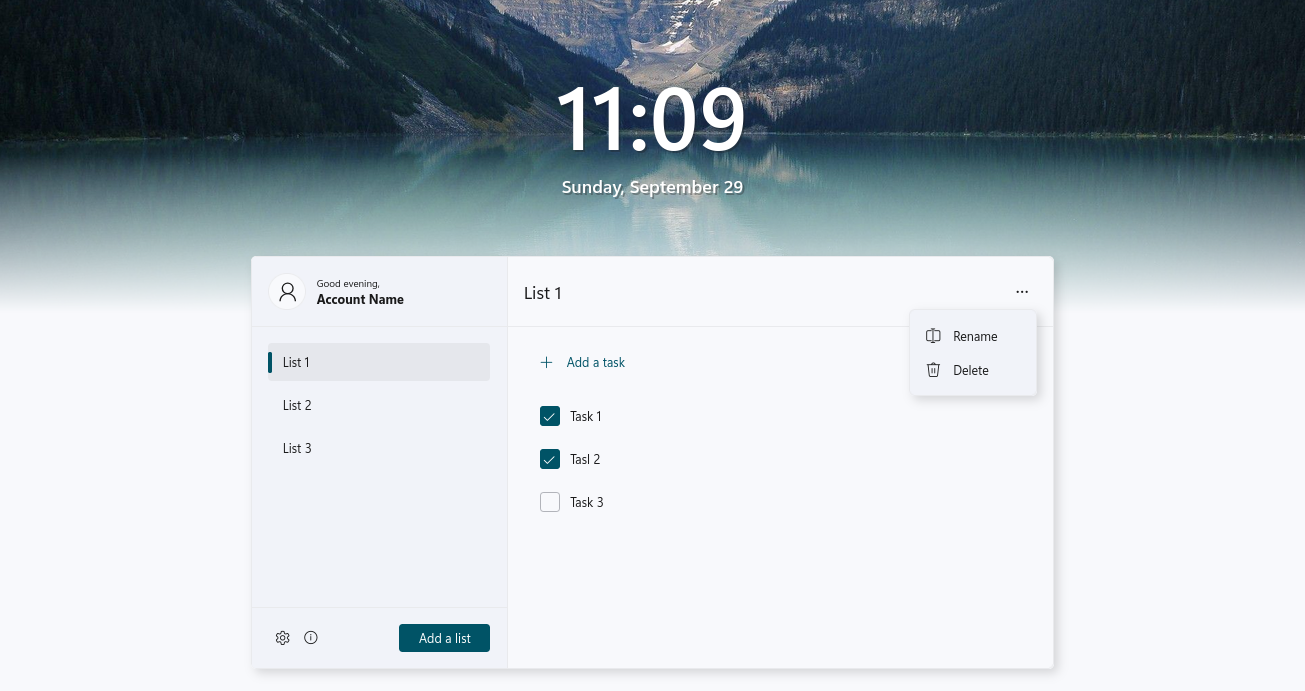 11:09
Sunday, September 29
Good evening,
Account Name
List 1
List 2
List 3
Add a list
List 1
Rename
Delete
Add a task
Task 1
Tasl 2
Task 3